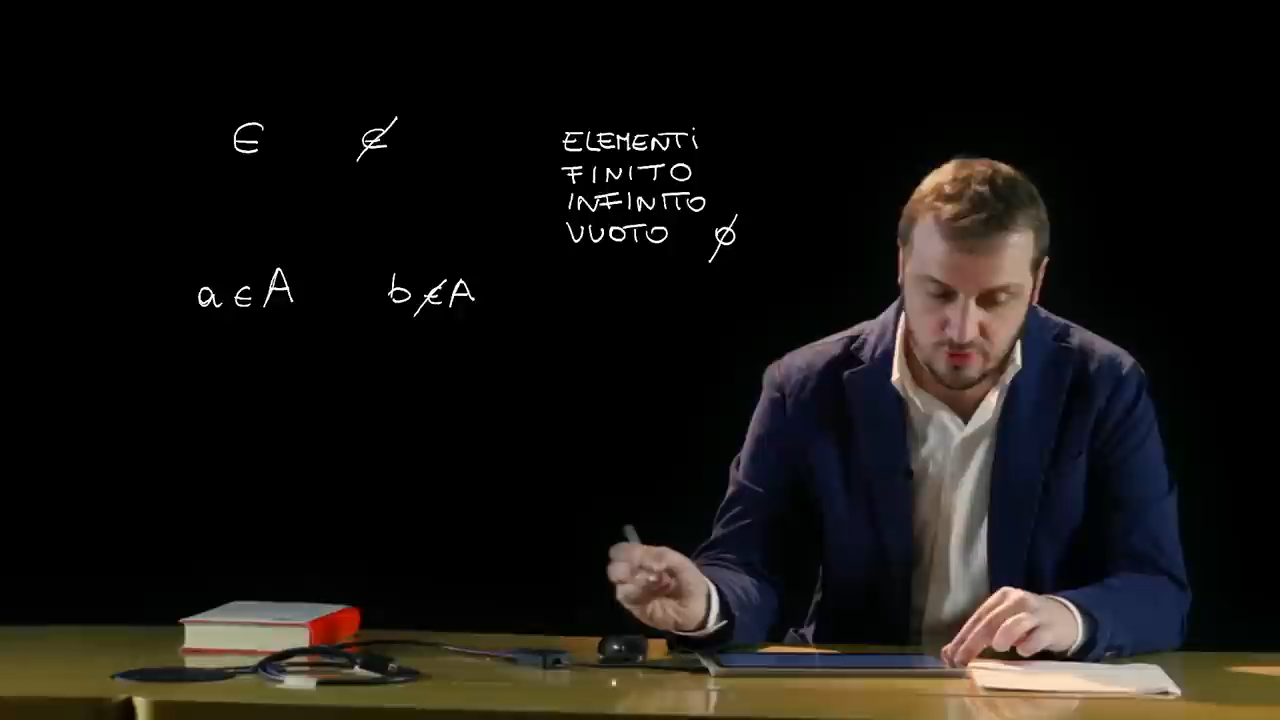 ∈ ∉
ELEMENTi
FINITO
INFINITO
VUOTO ∅
a ∈ A b ∉ A